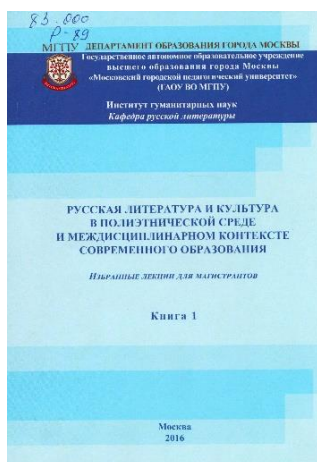 83.000
Р-89
МГПУ ДЕПАРТАМЕНТ ОБРАЗОВАНИЯ ГОРОДА МОСКВЫ
Государственное автономное образовательное учреждение
высшего образования города Москвы
«Московский городской педагогический университет»
(ГАОУ ВО МГПУ)
Институт гуманитарных наук
Кафедра русской литературы
РУССКАЯ ЛИТЕРАТУРА И КУЛЬТУРА
В ПОЛИЭТНИЧЕСКОЙ СРЕДЕ
И МЕЖДИСЦИПЛИНАРНОМ КОНТЕКСТЕ
СОВРЕМЕННОГО ОБРАЗОВАНИЯ
ИЗБРАННЫЕ ЛЕКЦИИ ДЛЯ МАГИСТРАНТОВ
Книга 1
Москва
2016